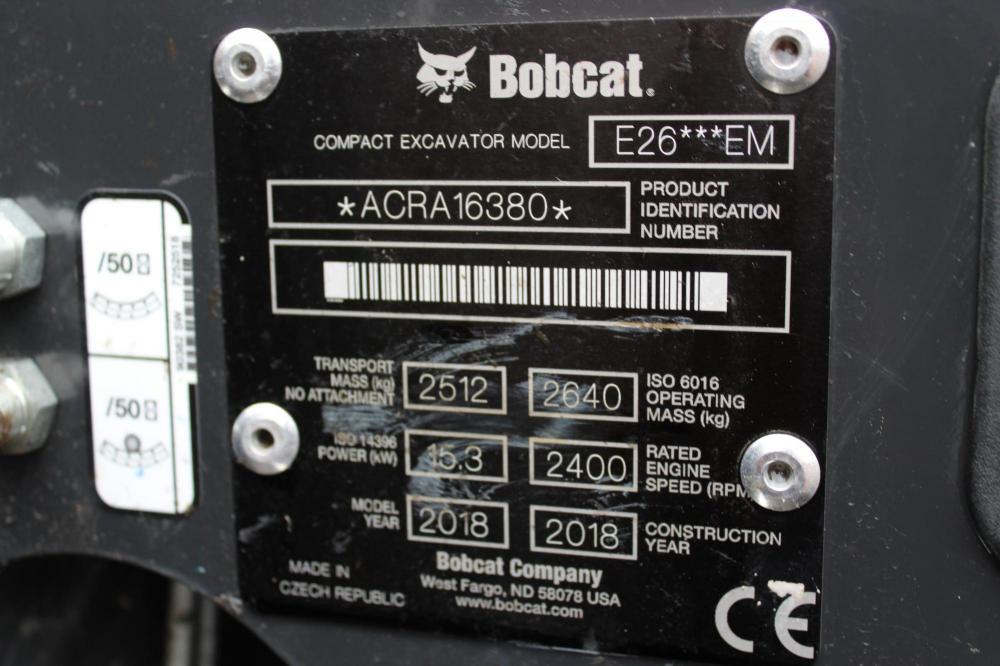 Bobcat®
COMPACT EXCAVATOR MODEL E26***EM
*ACRA16380* PRODUCT
IDENTIFICATION
NUMBER
TRANSPORT
MASS (kg)
NO ATTACHMENT
2512 2640
ISO 6016
OPERATING
MASS (kg)
ISO 14396
POWER (kW)
15.3 2400
RATED
ENGINE
SPEED (RPM
MODEL
YEAR
2018 2018
CONSTRUCTION
YEAR
MADE IN
CZECH REPUBLIC
Bobcat Company
West Fargo, ND 58078 USA
www.bobcat.com
CE
/50
/50
7252515